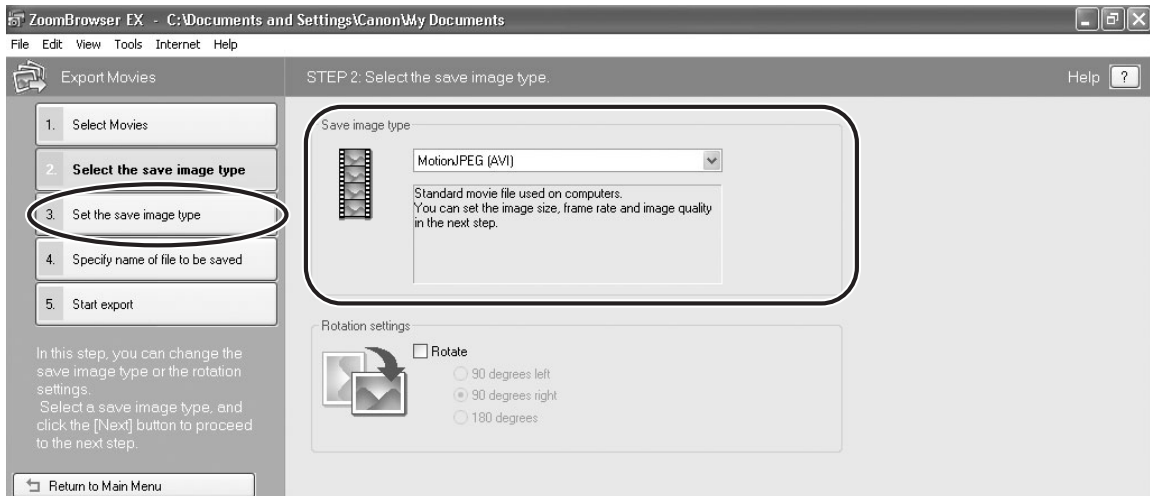 ZoomBrowser EX - C:\Documents and Settings\Canon\My Documents
File Edit View Tools Internet Help
Export Movies
STEP 2: Select the save image type.
Help ?
1. Select Movies
2. Select the save image type
3. Set the save image type
4. Specify name of file to be saved
5. Start export
In this step, you can change the
save image type or the rotation
settings.
Select a save image type, and
click the [Next] button to proceed
to the next step.
Return to Main Menu
Save image type
MotionJPEG (AVI)
Standard movie file used on computers.
You can set the image size, frame rate and image quality
in the next step.
Rotation settings
Rotate
90 degrees left
90 degrees right
180 degrees